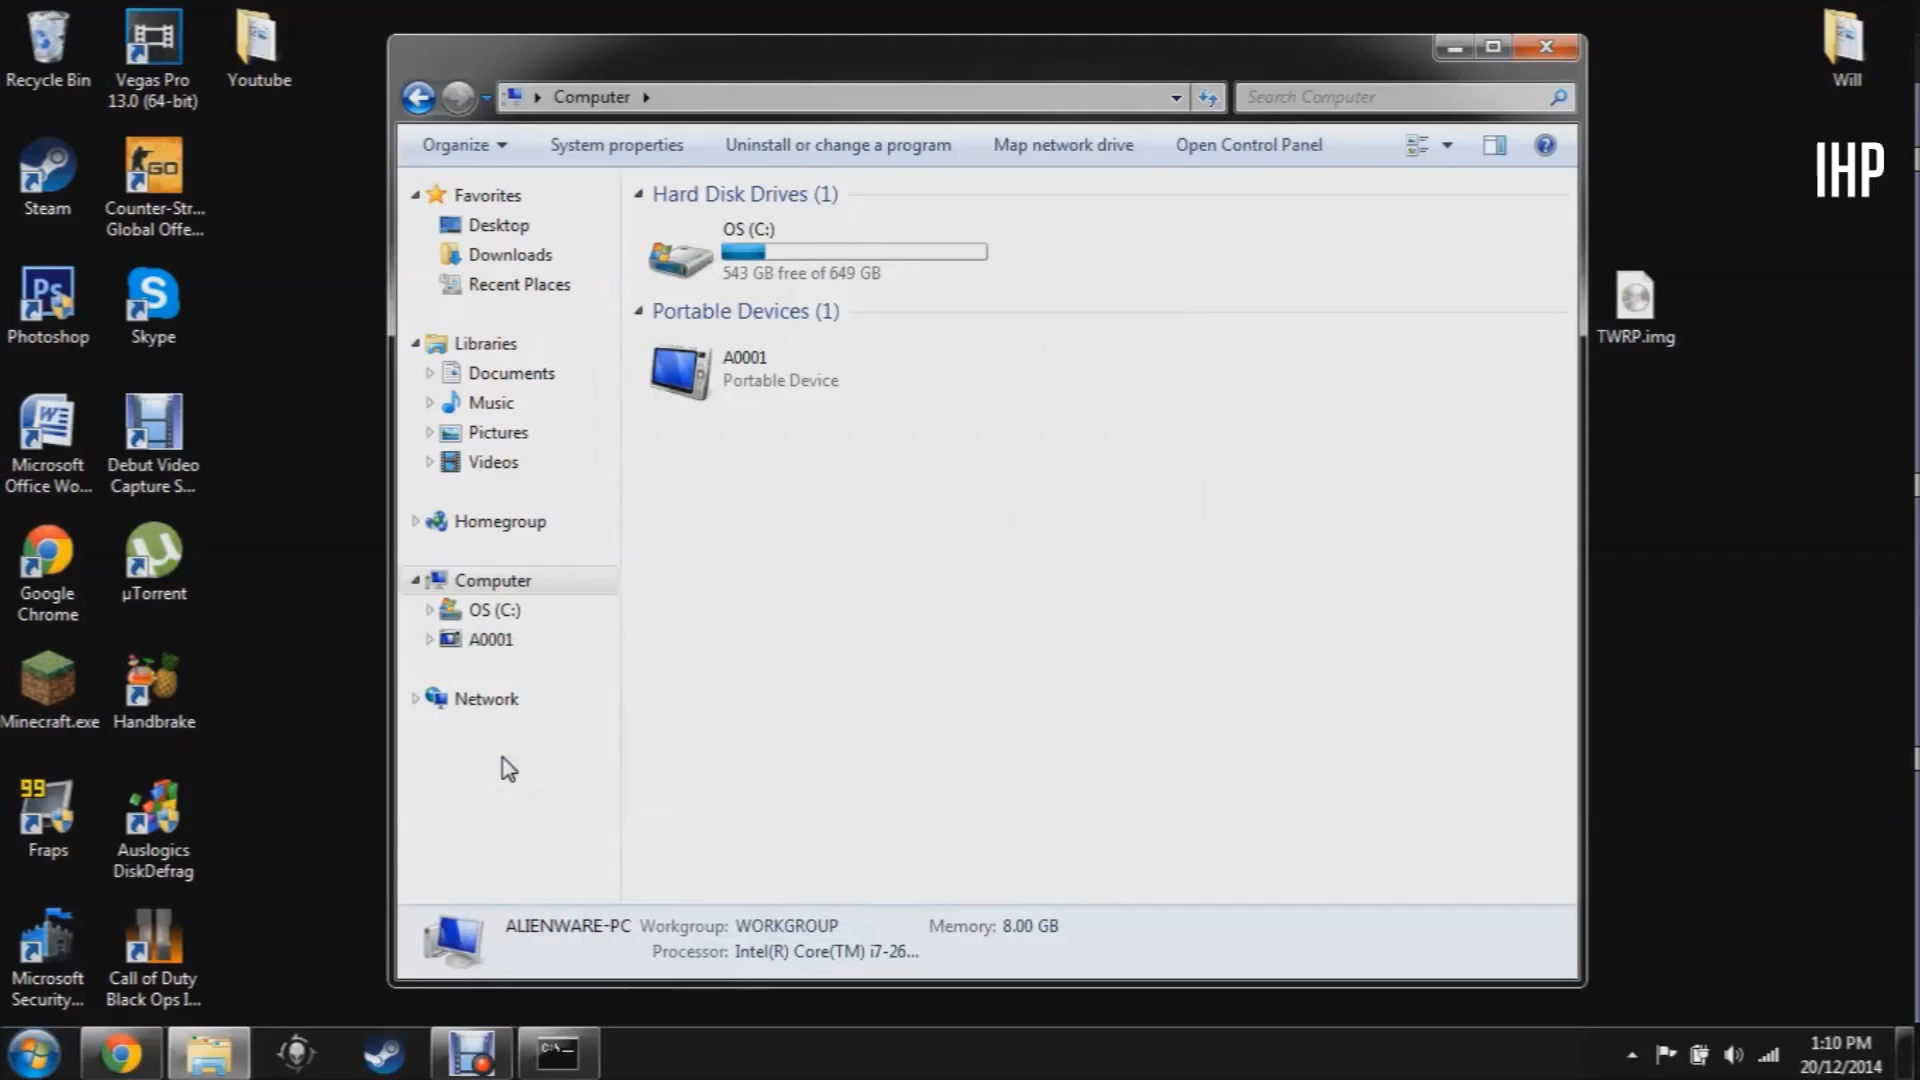 Recycle Bin
Vegas Pro
13.0 (64-bit)
Youtube
Steam
Counter-Str...
Global Offe...
Photoshop
Skype
Microsoft
Office Wo...
Debut Video
Capture S...
Google
Chrome
µTorrent
Minecraft.exe
Handbrake
99
Fraps
Auslogics
DiskDefrag
Microsoft
Security...
Call of Duty
Black Ops I...
Computer
Search Computer
Organize
System properties
Uninstall or change a program
Map network drive
Open Control Panel
Favorites
Desktop
Downloads
Recent Places
Libraries
Documents
Music
Pictures
Videos
Homegroup
Computer
OS (C:)
A0001
Network
Hard Disk Drives (1)
OS (C:)
543 GB free of 649 GB
Portable Devices (1)
A0001
Portable Device
ALIENWARE-PC Workgroup: WORKGROUP Memory: 8.00 GB
Processor: Intel(R) Core(TM) i7-26...
Will
IHP
TWRP.img
1:10 PM
20/12/2014